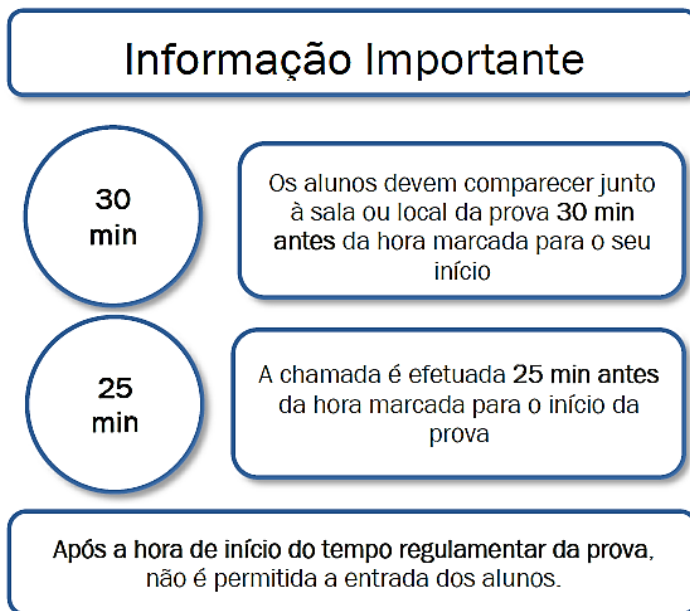 Informação Importante
30
min
Os alunos devem comparecer junto
à sala ou local da prova 30 min
antes da hora marcada para o seu
início
25
min
A chamada é efetuada 25 min antes
da hora marcada para o início da
prova
Após a hora de início do tempo regulamentar da prova,
não é permitida a entrada dos alunos.